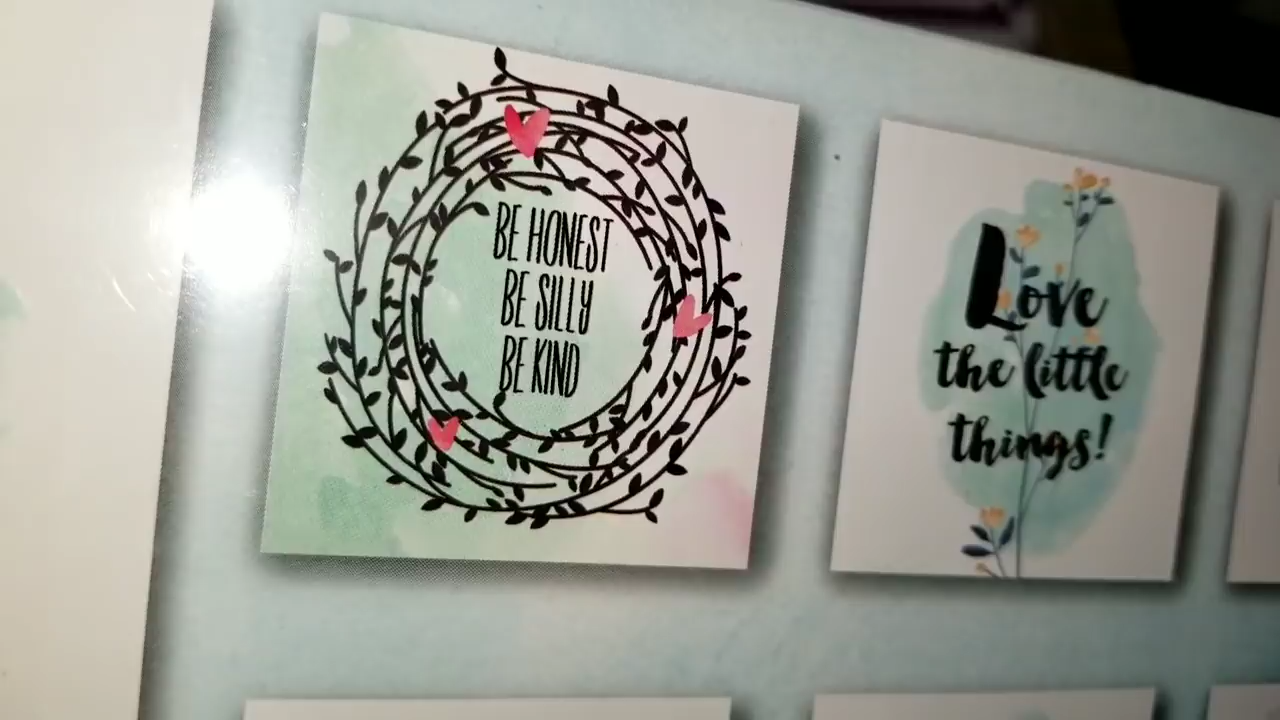 BE HONEST
BE SILLY
BE KIND
Love
the little
things!